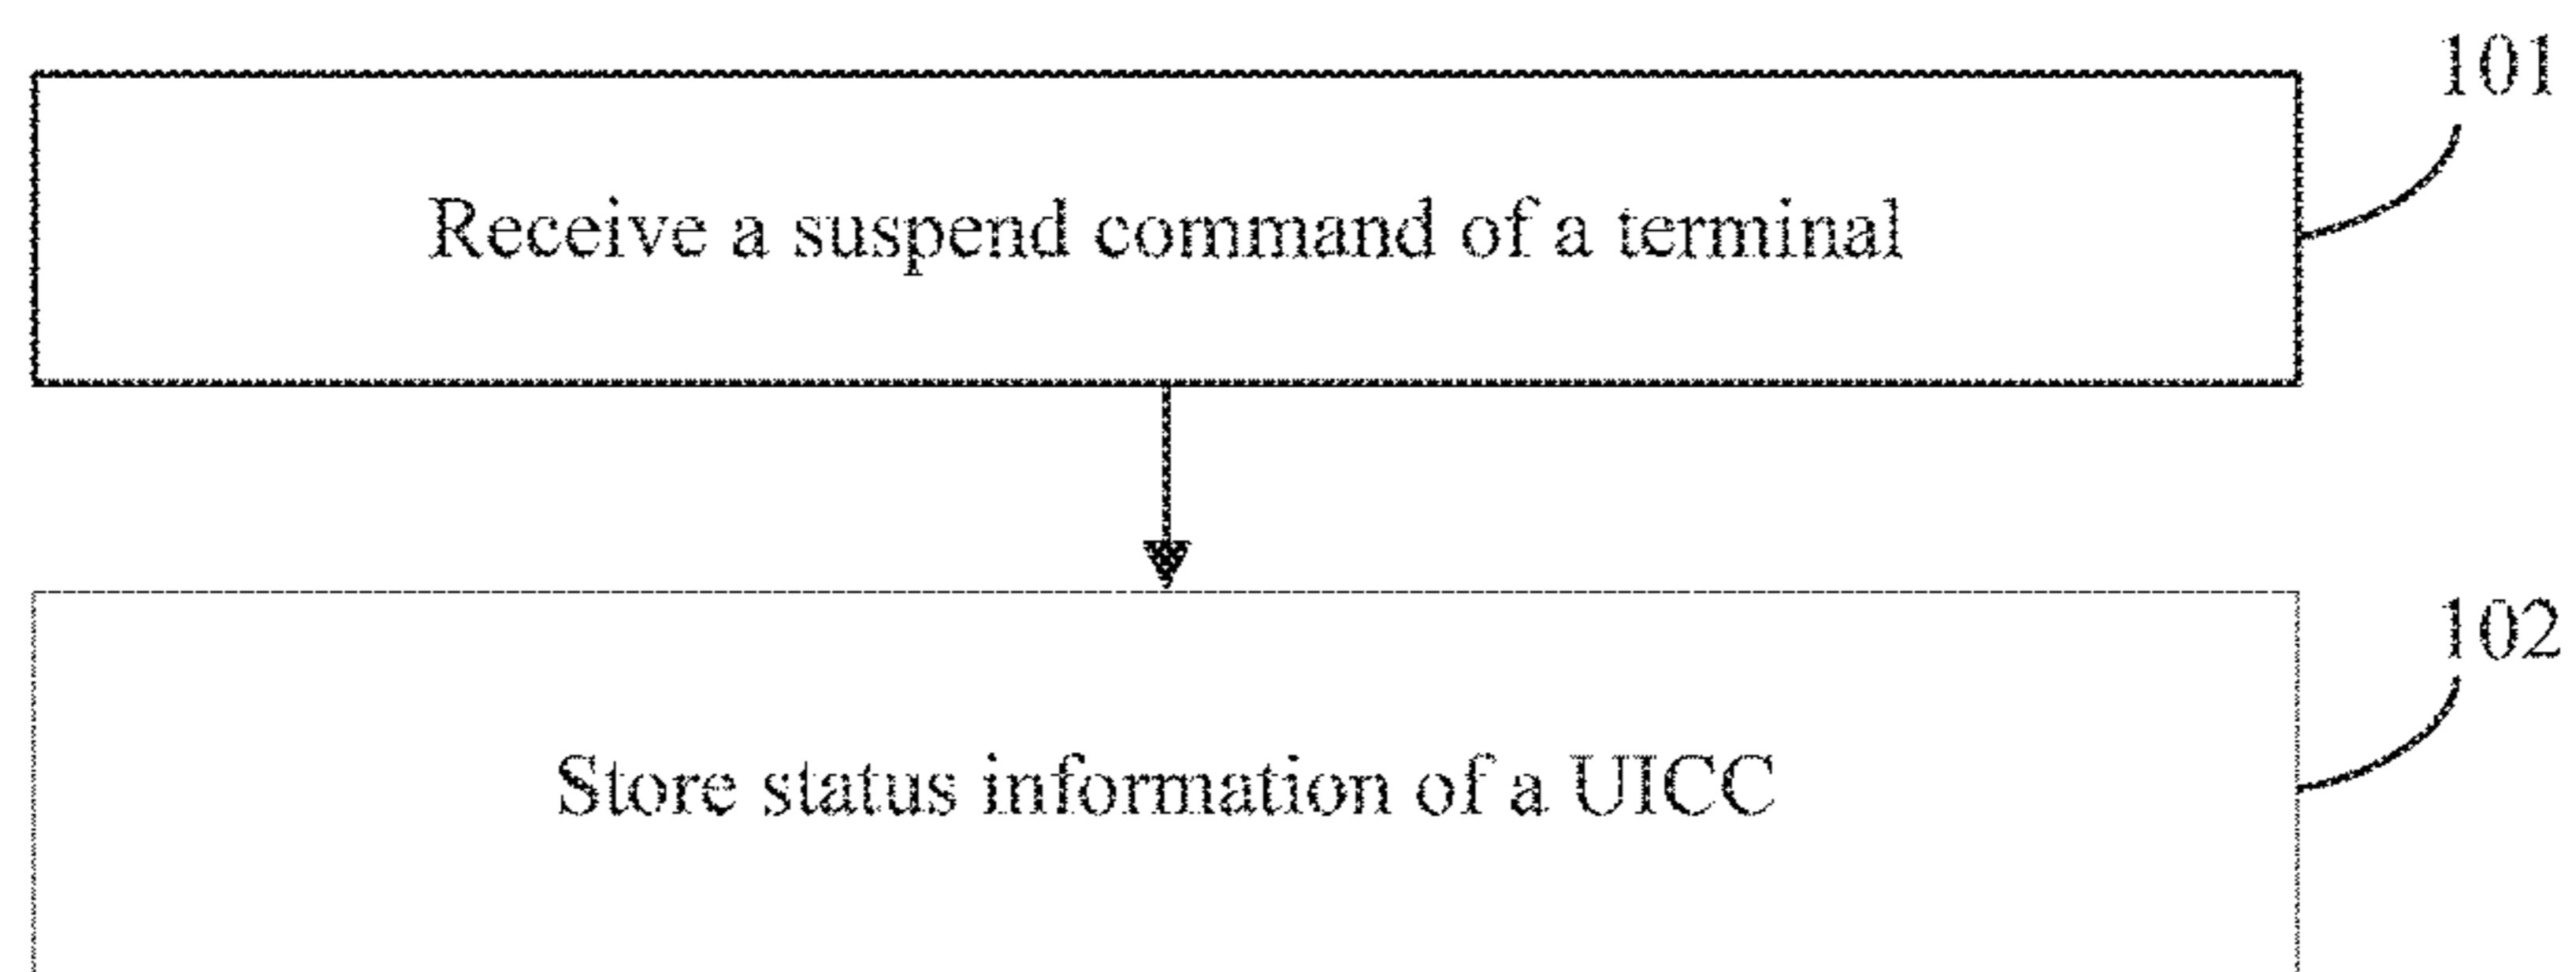 101
Receive a suspend command of a terminal
102
Store status information of a UICC